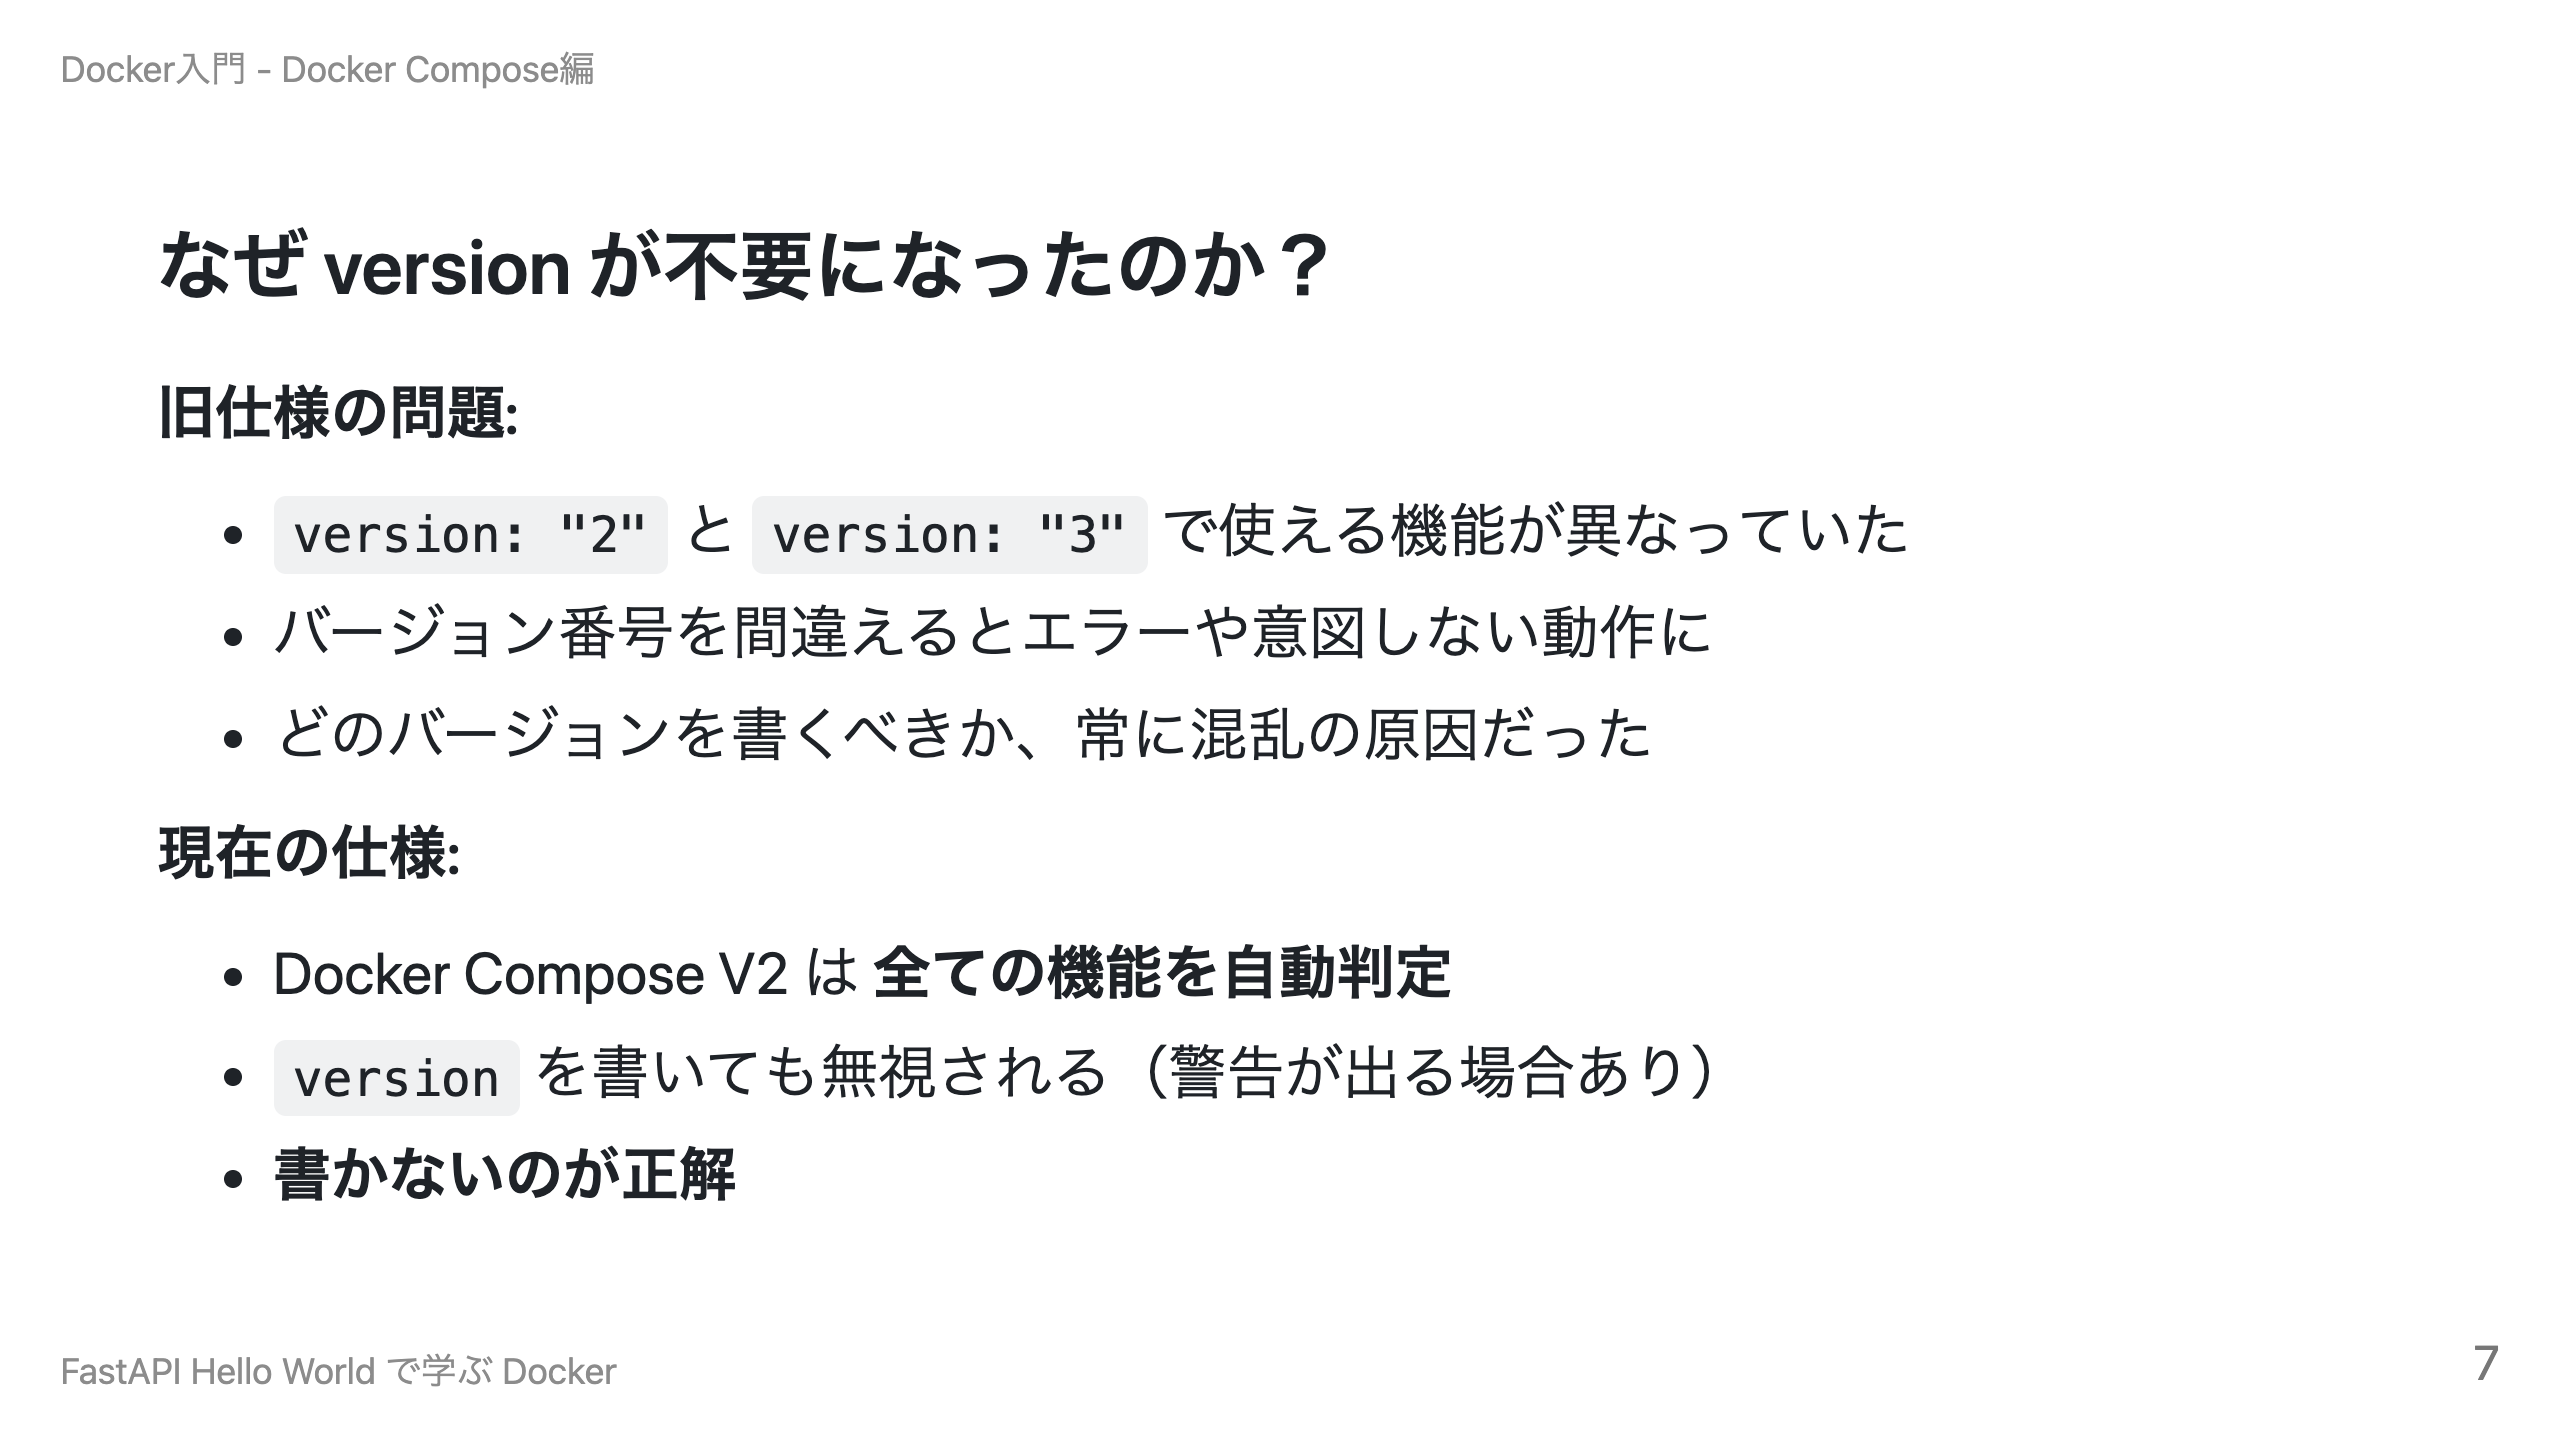 Docker入門 - Docker Compose編
なぜ version が不要になったのか？
旧仕様の問題:
• version: "2" と version: "3" で使える機能が異なっていた
• バージョン番号を間違えるとエラーや意図しない動作に
• どのバージョンを書くべきか、常に混乱の原因だった
現在の仕様:
• Docker Compose V2 は 全ての機能を自動判定
• version を書いても無視される（警告が出る場合あり）
• 書かないのが正解
FastAPI Hello World で学ぶ Docker
7